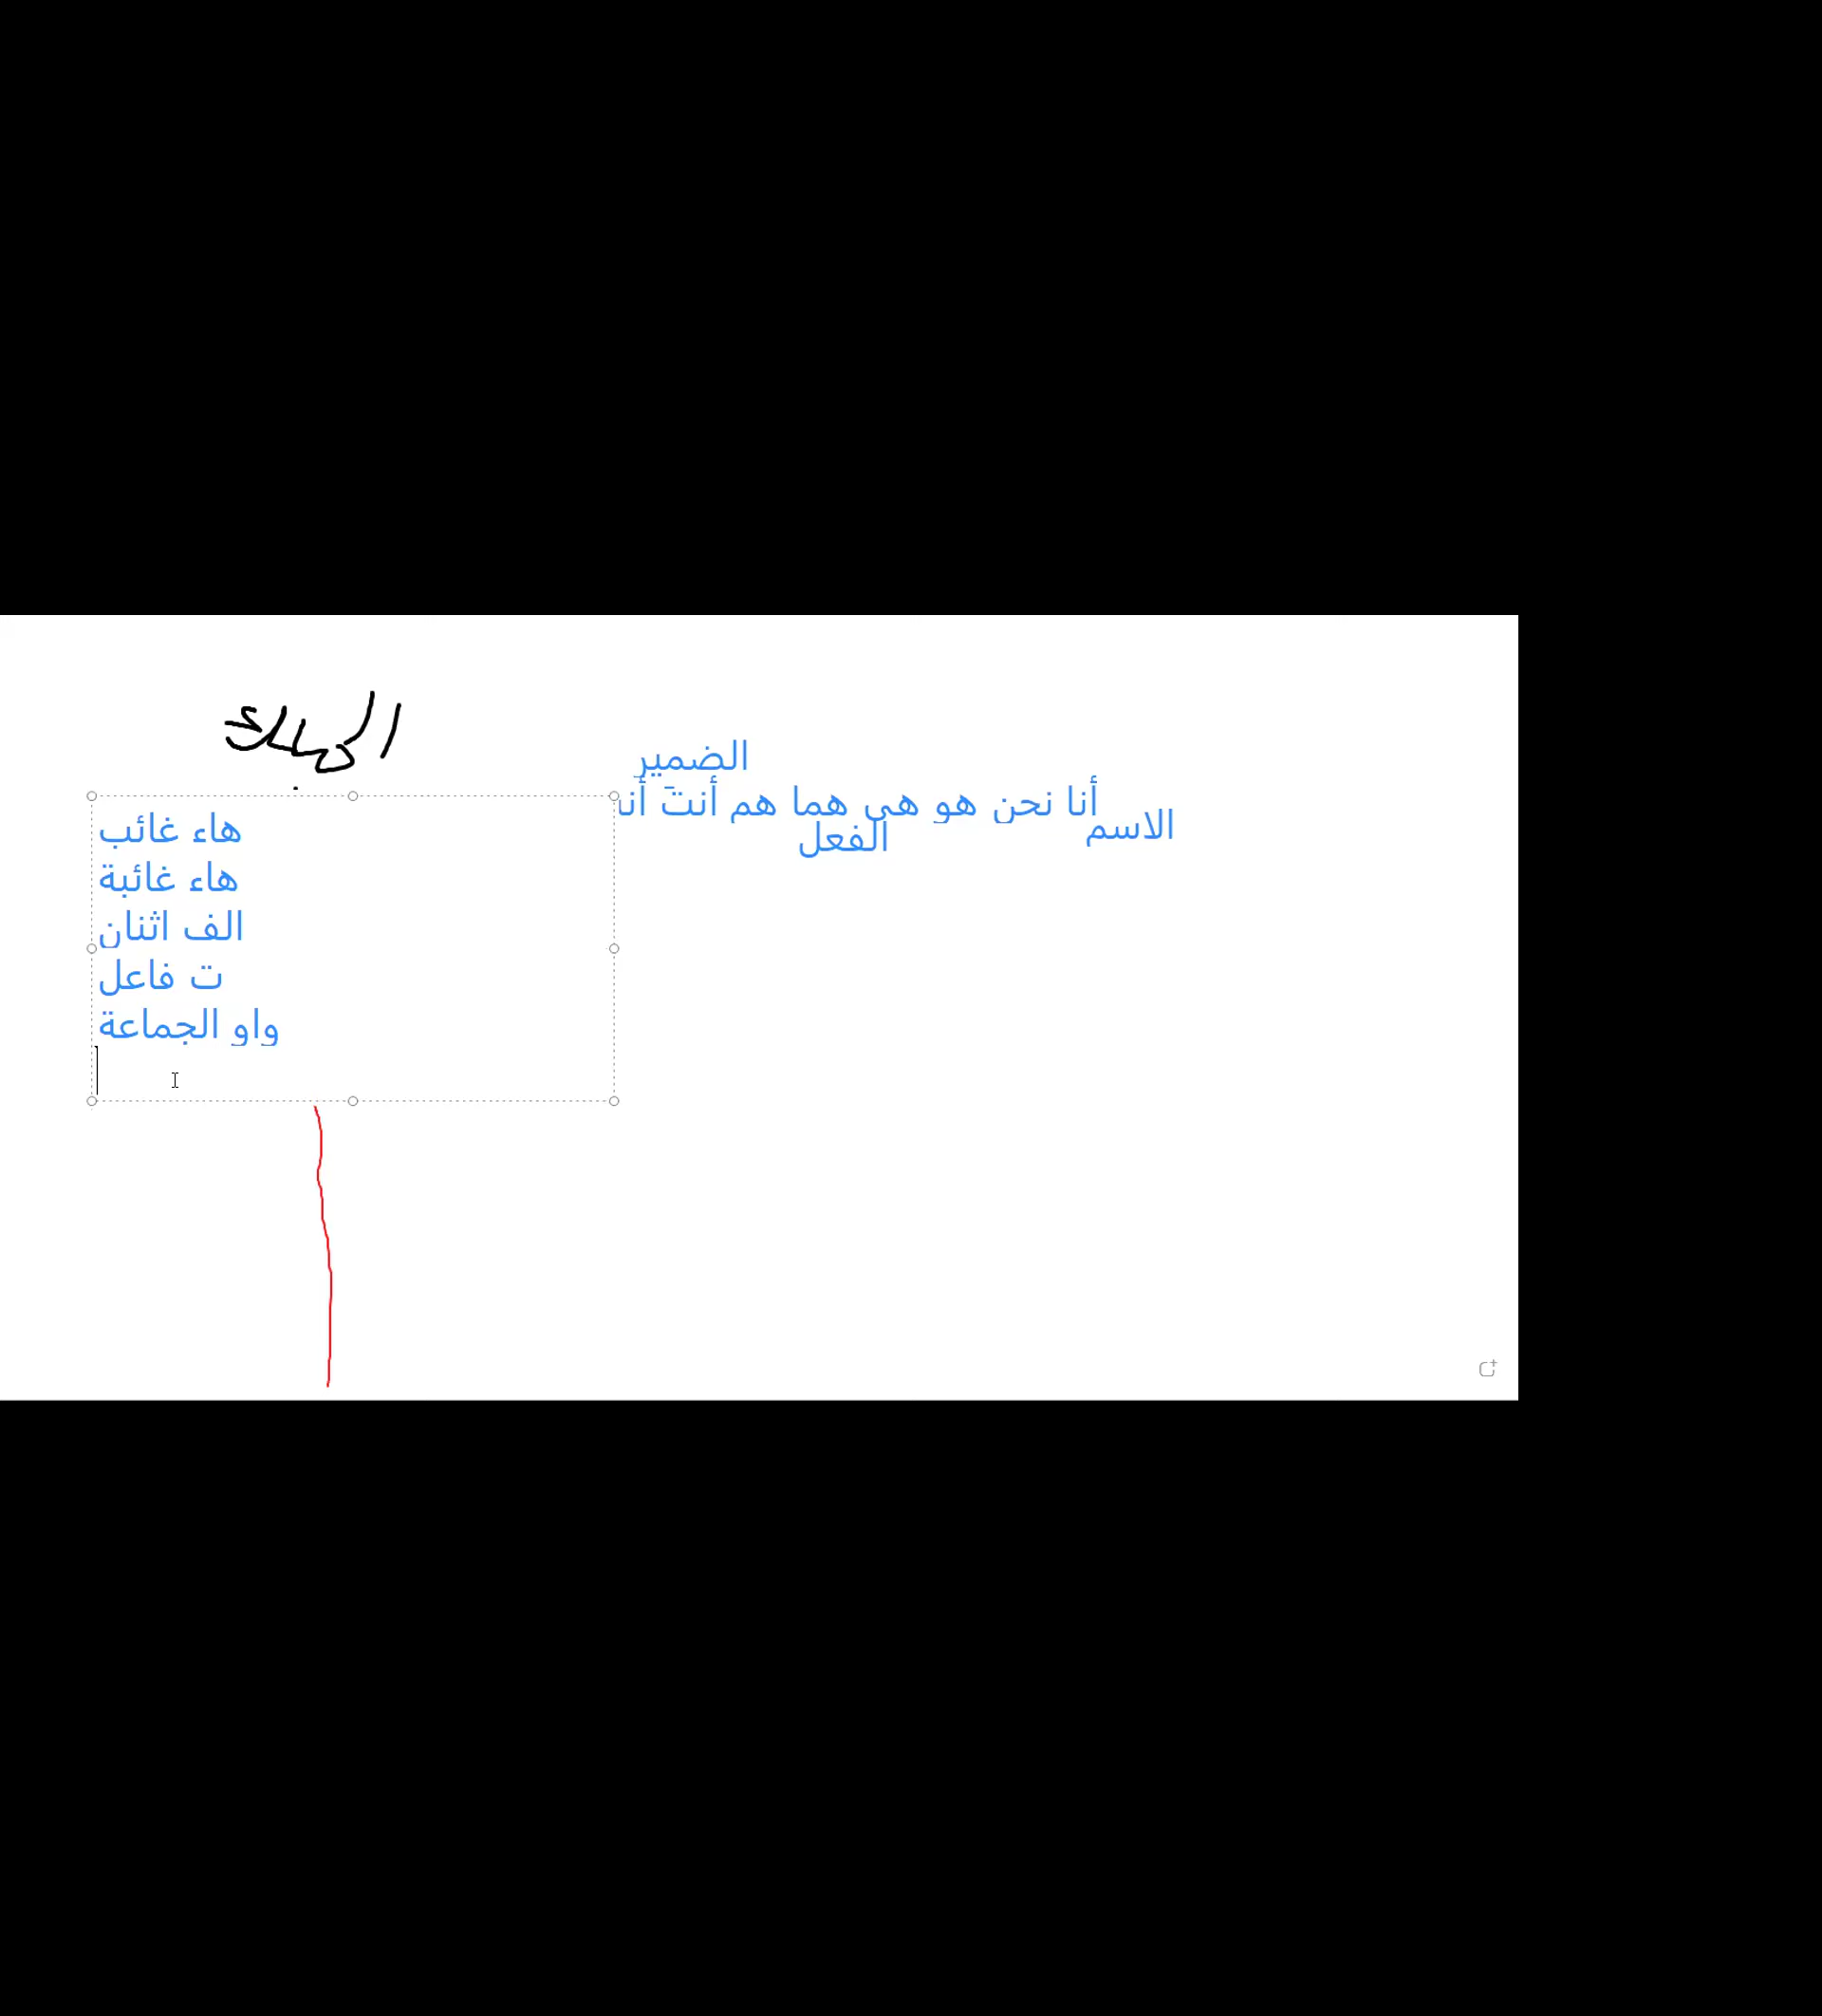 الضمير
أنا نحن هو هي هما هم أنتَ
الاسم
الفعل
هاء غائب
هاء غائبة
الف اثنان
ت فاعل
واو الجماعة